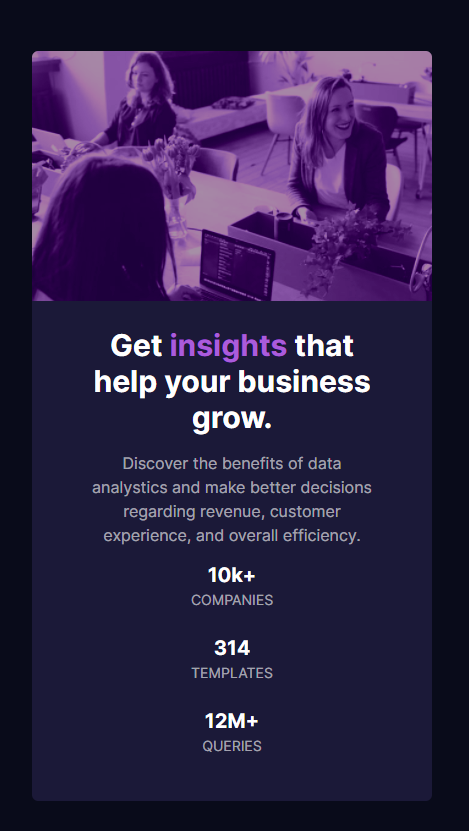 Get insights that
help your business
grow.
Discover the benefits of data
analystics and make better decisions
regarding revenue, customer
experience, and overall efficiency.
10k+
COMPANIES
314
TEMPLATES
12M+
QUERIES